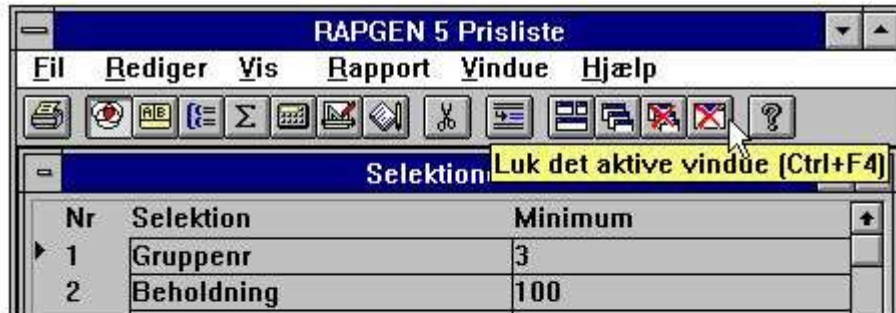 RAPGEN 5 Prisliste
Fil Rediger Vis Rapport Vindue Hjælp
AB
Luk det aktive vindue (Ctrl+F4)
Selektion
Nr Selektion Minimum
1 Gruppenr 3
2 Beholdning 100